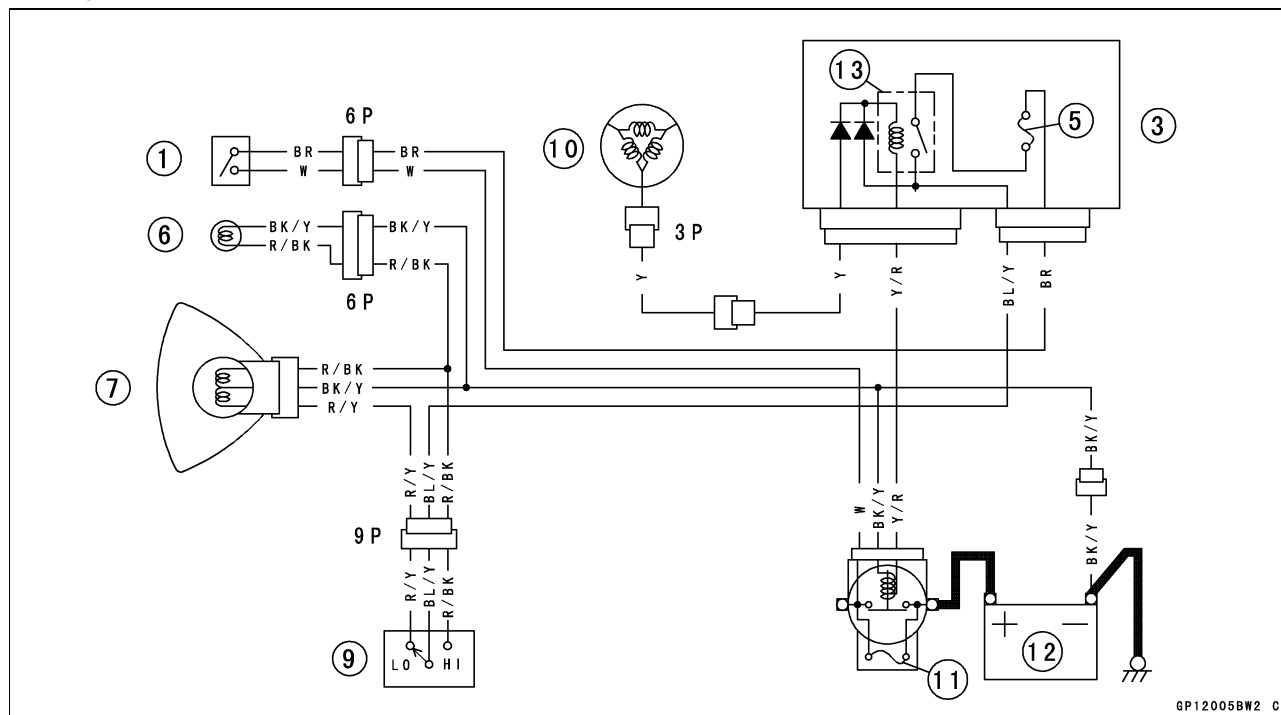 13
5
3
6P
10
1
BR
BR
W
W
BK/Y
BK/Y
6
R/BK
R/BK
3P
6P
Y
Y
Y/R
BL/Y
BR
R/BK
7
BK/Y
R/Y
BK/Y
R/Y
BL/Y
R/BK
W
BK/Y
Y/R
9P
BK/Y
R/Y
BL/Y
R/BK
+
−
9
LO
HI
12
11
GP12005BW2 C